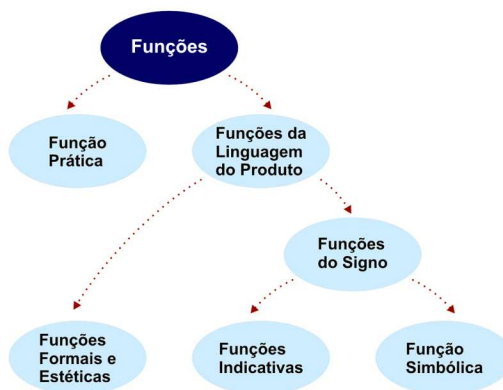 Funções
Função
Prática
Funções da
Linguagem
do Produto
Funções
do Signo
Funções
Formais e
Estéticas
Funções
Indicativas
Função
Simbólica